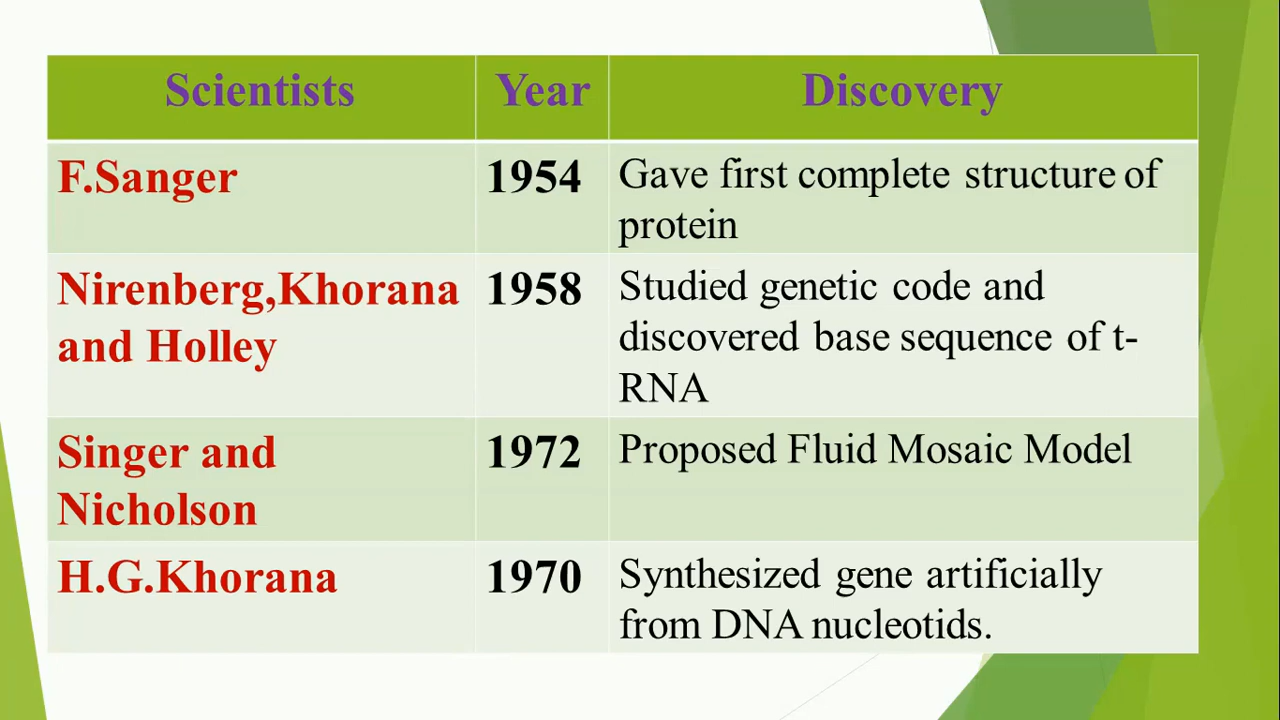 Scientists Year Discovery
F.Sanger 1954 Gave first complete structure of
protein
Nirenberg,Khorana 1958 Studied genetic code and
and Holley discovered base sequence of t-
RNA
Singer and 1972 Proposed Fluid Mosaic Model
Nicholson
H.G.Khorana 1970 Synthesized gene artificially
from DNA nucleotids.